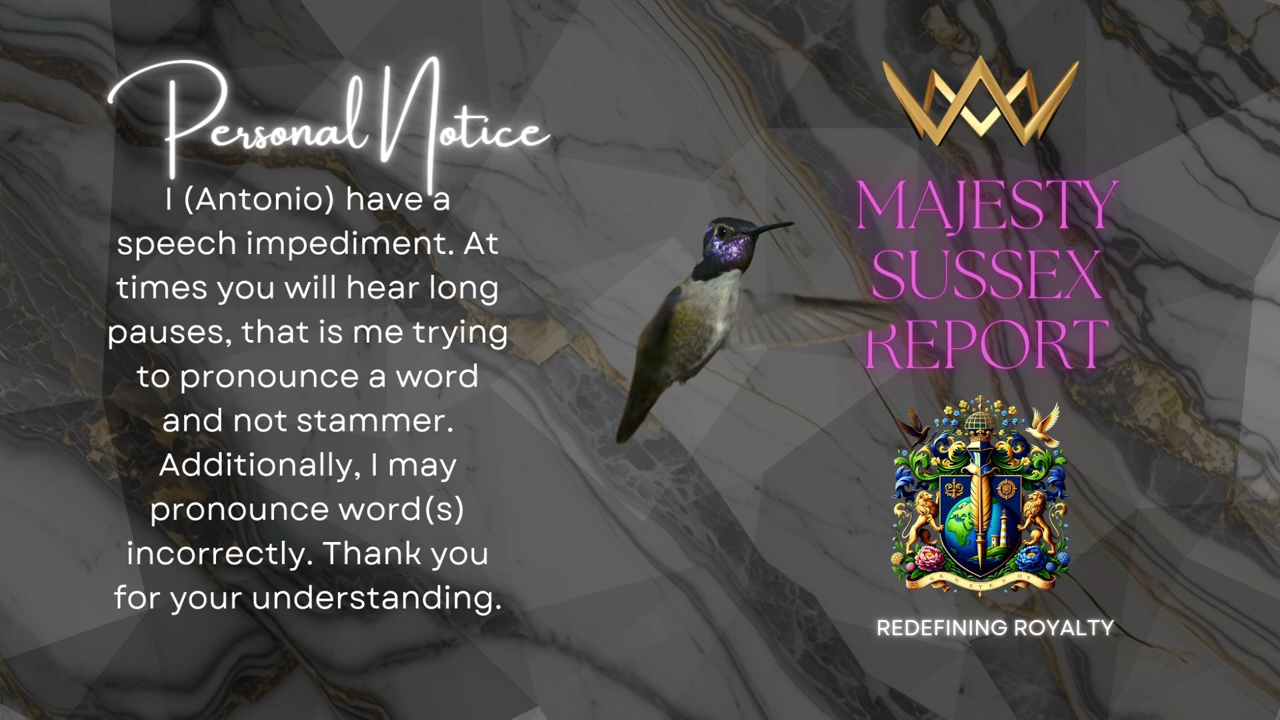 Personal Notice
I (Antonio) have a
speech impediment. At
times you will hear long
pauses, that is me trying
to pronounce a word
and not stammer.
Additionally, I may
pronounce word(s)
incorrectly. Thank you
for your understanding.
MAJESTY
SUSSEX
REPORT
REDEFINING ROYALTY